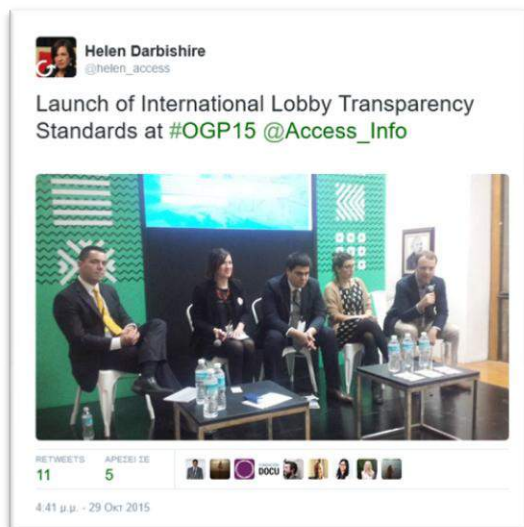 Helen Darbishire
@helen_access
Launch of International Lobby Transparency
Standards at #OGP15 @Access_Info
RETWEETS
11
ΑΡΕΣΕΙ ΣΕ
5
DOCU
4:41 μ.μ. - 29 Οκτ 2015